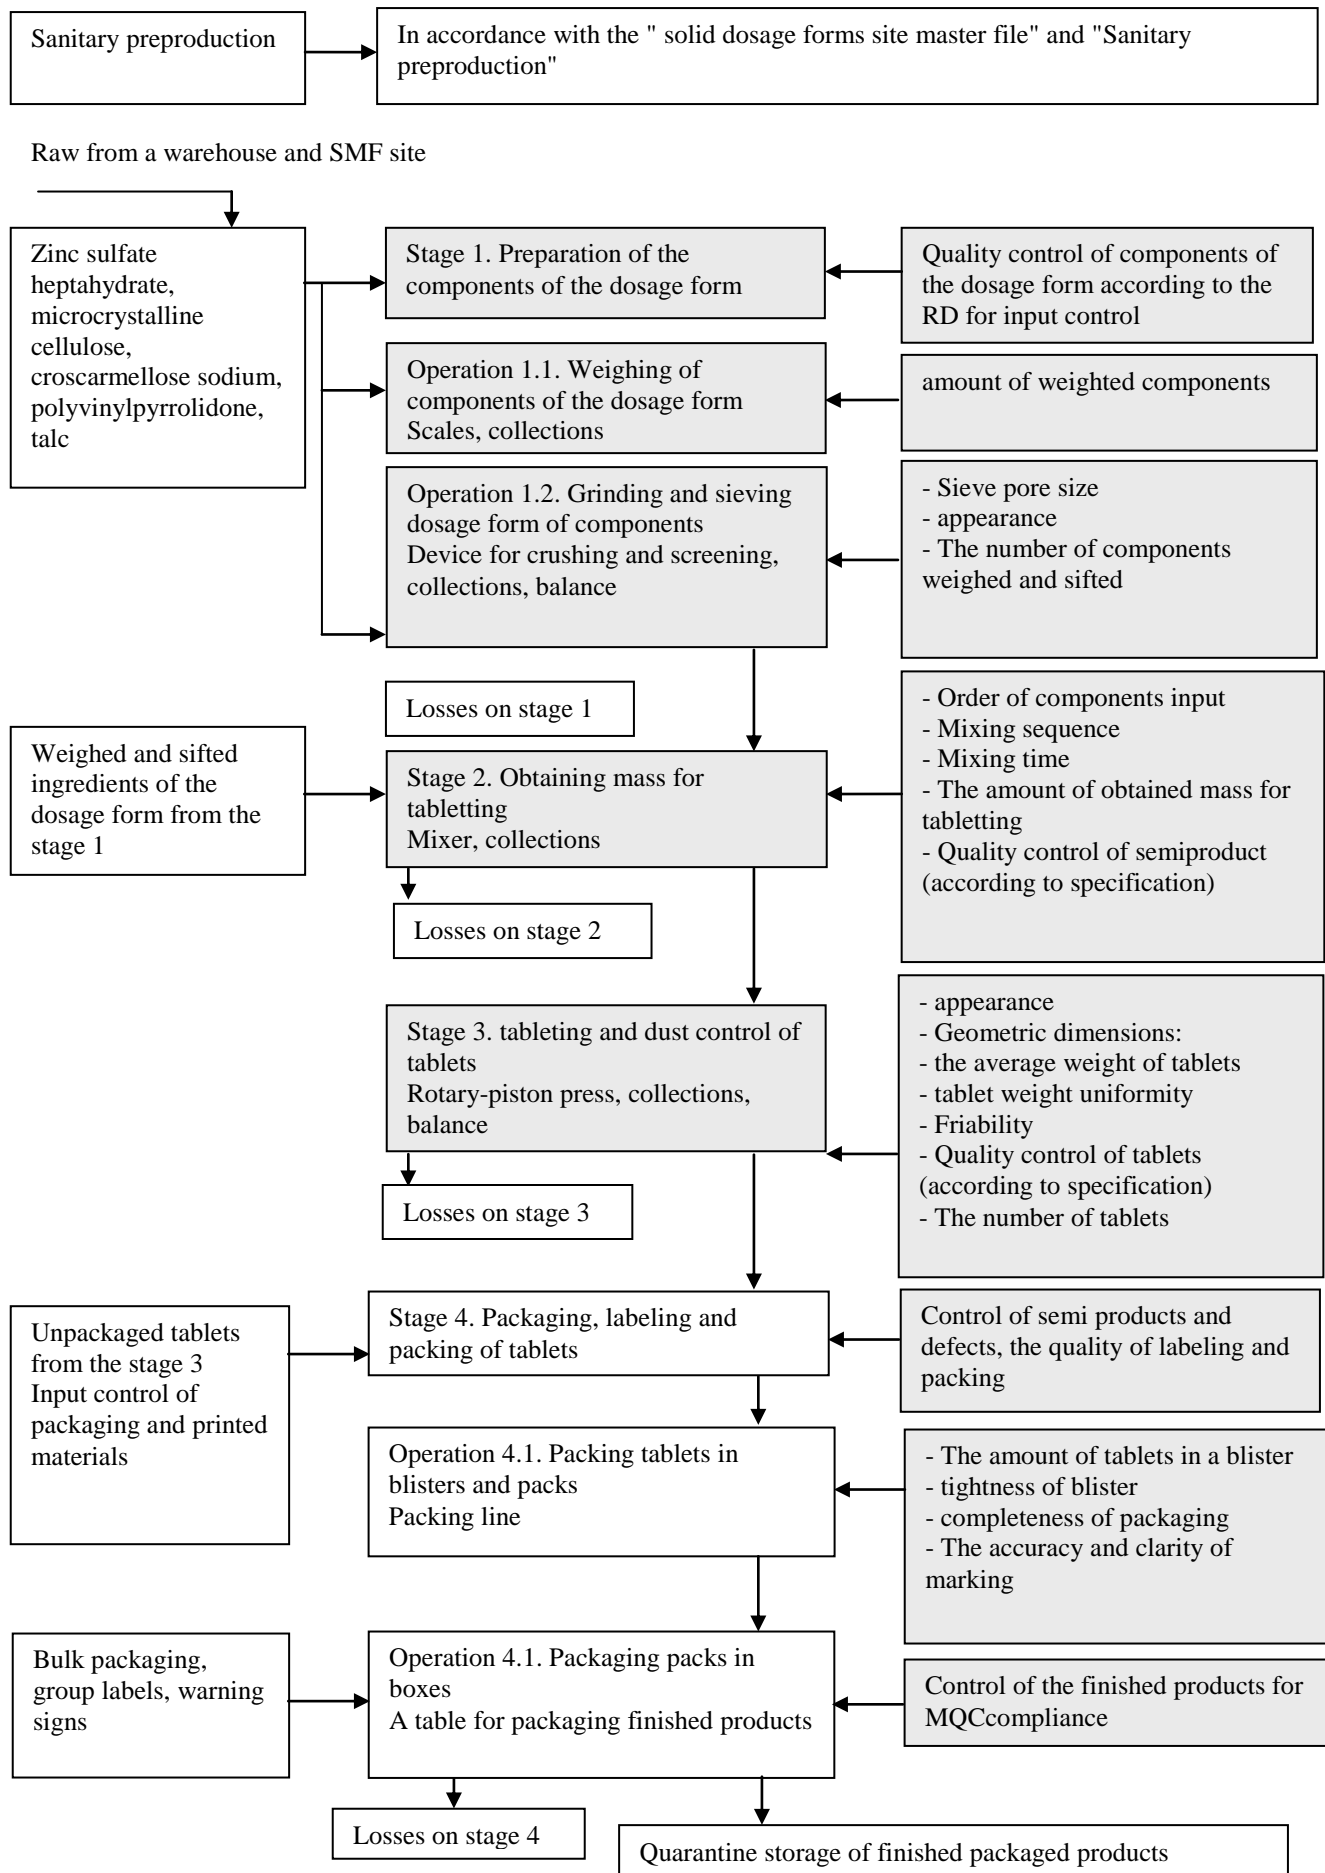 Sanitary preproduction
In accordance with the " solid dosage forms site master file" and "Sanitary
preproduction"
Raw from a warehouse and SMF site
Zinc sulfate
heptahydrate,
microcrystalline
cellulose,
croscarmellose sodium,
polyvinylpyrrolidone,
talc
Stage 1. Preparation of the
components of the dosage form
Quality control of components of
the dosage form according to the
RD for input control
Operation 1.1. Weighing of
components of the dosage form
Scales, collections
amount of weighted components
Operation 1.2. Grinding and sieving
dosage form of components
Device for crushing and screening,
collections, balance
- Sieve pore size
- appearance
- The number of components
weighed and sifted
Losses on stage 1
Weighed and sifted
ingredients of the
dosage form from the
stage 1
Stage 2. Obtaining mass for
tabletting
Mixer, collections
- Order of components input
- Mixing sequence
- Mixing time
- The amount of obtained mass for
tabletting
- Quality control of semiproduct
(according to specification)
Losses on stage 2
Stage 3. tableting and dust control of
tablets
Rotary-piston press, collections,
balance
- appearance
- Geometric dimensions:
- the average weight of tablets
- tablet weight uniformity
- Friability
- Quality control of tablets
(according to specification)
- The number of tablets
Losses on stage 3
Unpackaged tablets
from the stage 3
Input control of
packaging and printed
materials
Stage 4. Packaging, labeling and
packing of tablets
Control of semi products and
defects, the quality of labeling and
packing
Operation 4.1. Packing tablets in
blisters and packs
Packing line
- The amount of tablets in a blister
- tightness of blister
- completeness of packaging
- The accuracy and clarity of
marking
Bulk packaging,
group labels, warning
signs
Operation 4.1. Packaging packs in
boxes
A table for packaging finished products
Control of the finished products for
MQCcompliance
Losses on stage 4
Quarantine storage of finished packaged products